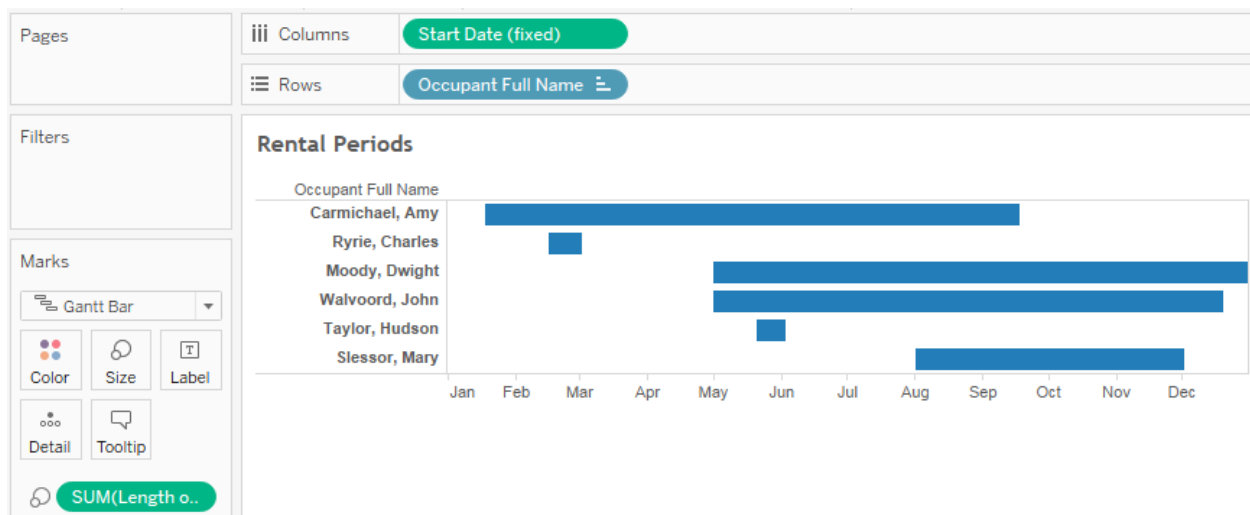 Pages
Columns
Start Date (fixed)
Rows
Occupant Full Name
Filters
Rental Periods
Occupant Full Name
Carmichael, Amy
Ryrie, Charles
Moody, Dwight
Walvoord, John
Taylor, Hudson
Slessor, Mary
Jan Feb Mar Apr May Jun Jul Aug Sep Oct Nov Dec
Marks
Gantt Bar
Color Size T Label
Detail Tooltip
SUM(Length o..